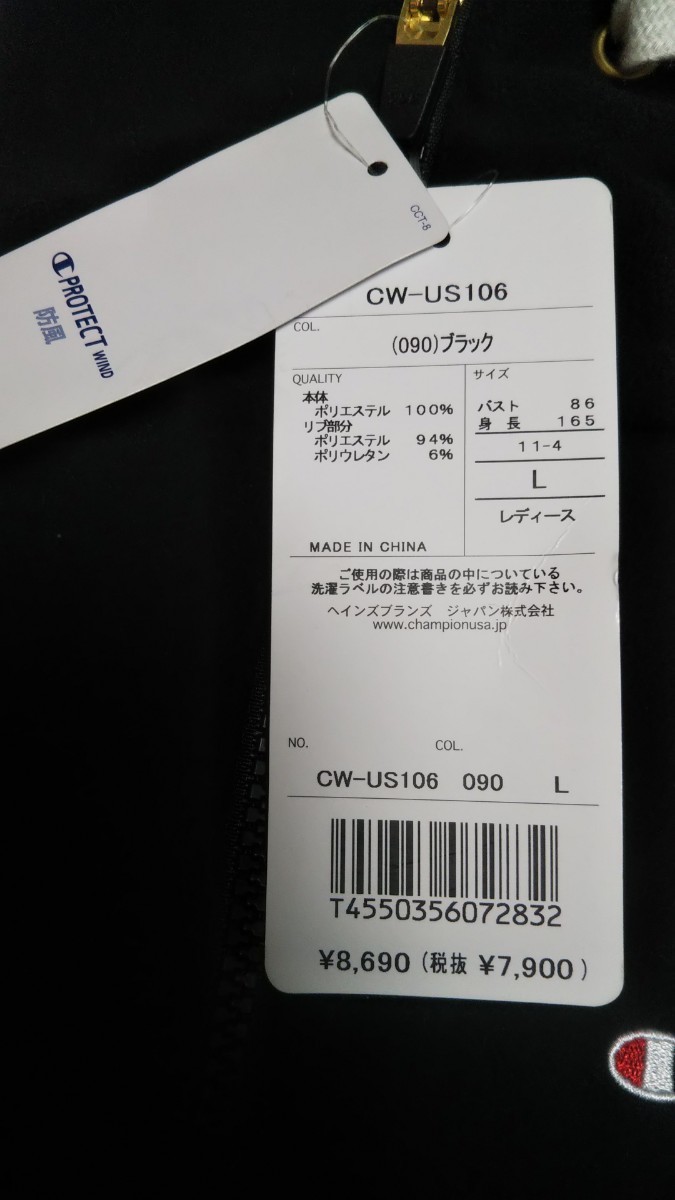 CCT-8
PROTECT WIND
防風
CW-US106
COL.
(090)ブラック
QUALITY
本体
ポリエステル 100%
リブ部分
ポリエステル 94%
ポリウレタン 6%
MADE IN CHINA
サイズ
バスト 86
身 長 165
11-4
L
レディース
ご使用の際は商品の中についている
洗濯ラベルの注意書きを必ずお読み下さい。
ヘインズブランズ ジャパン株式会社
www.championusa.jp
NO. COL.
CW-US106 090 L
T4550356072832
¥8,690 (税抜 ¥7,900)